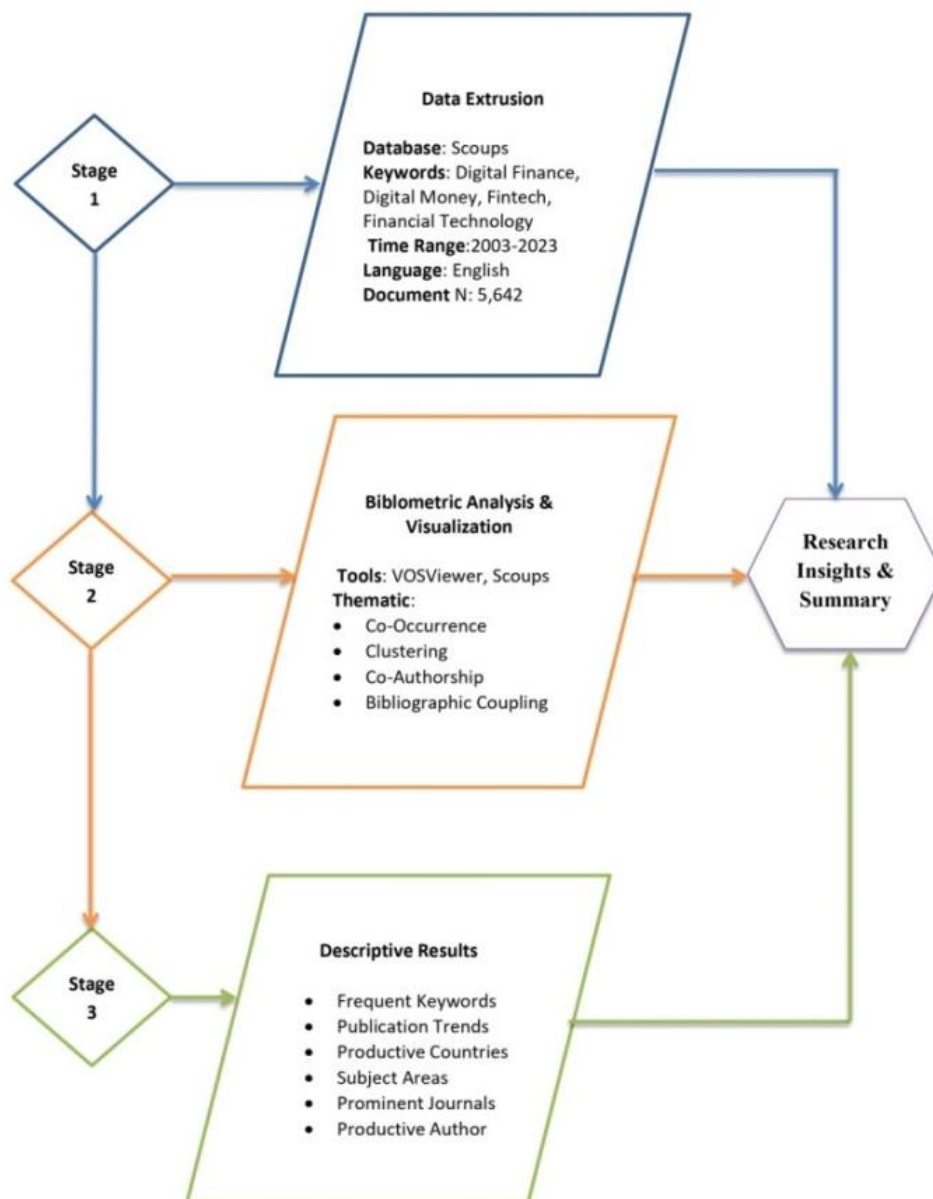 Stage
1
Data Extrusion
Database: Scoups
Keywords: Digital Finance,
Digital Money, Fintech,
Financial Technology
Time Range:2003-2023
Language: English
Document N: 5,642
Stage
2
Biblometric Analysis &
Visualization
Tools: VOSViewer, Scoups
Thematic:
• Co-Occurrence
• Clustering
• Co-Authorship
• Bibliographic Coupling
Research
Insights &
Summary
Stage
3
Descriptive Results
• Frequent Keywords
• Publication Trends
• Productive Countries
• Subject Areas
• Prominent Journals
• Productive Author